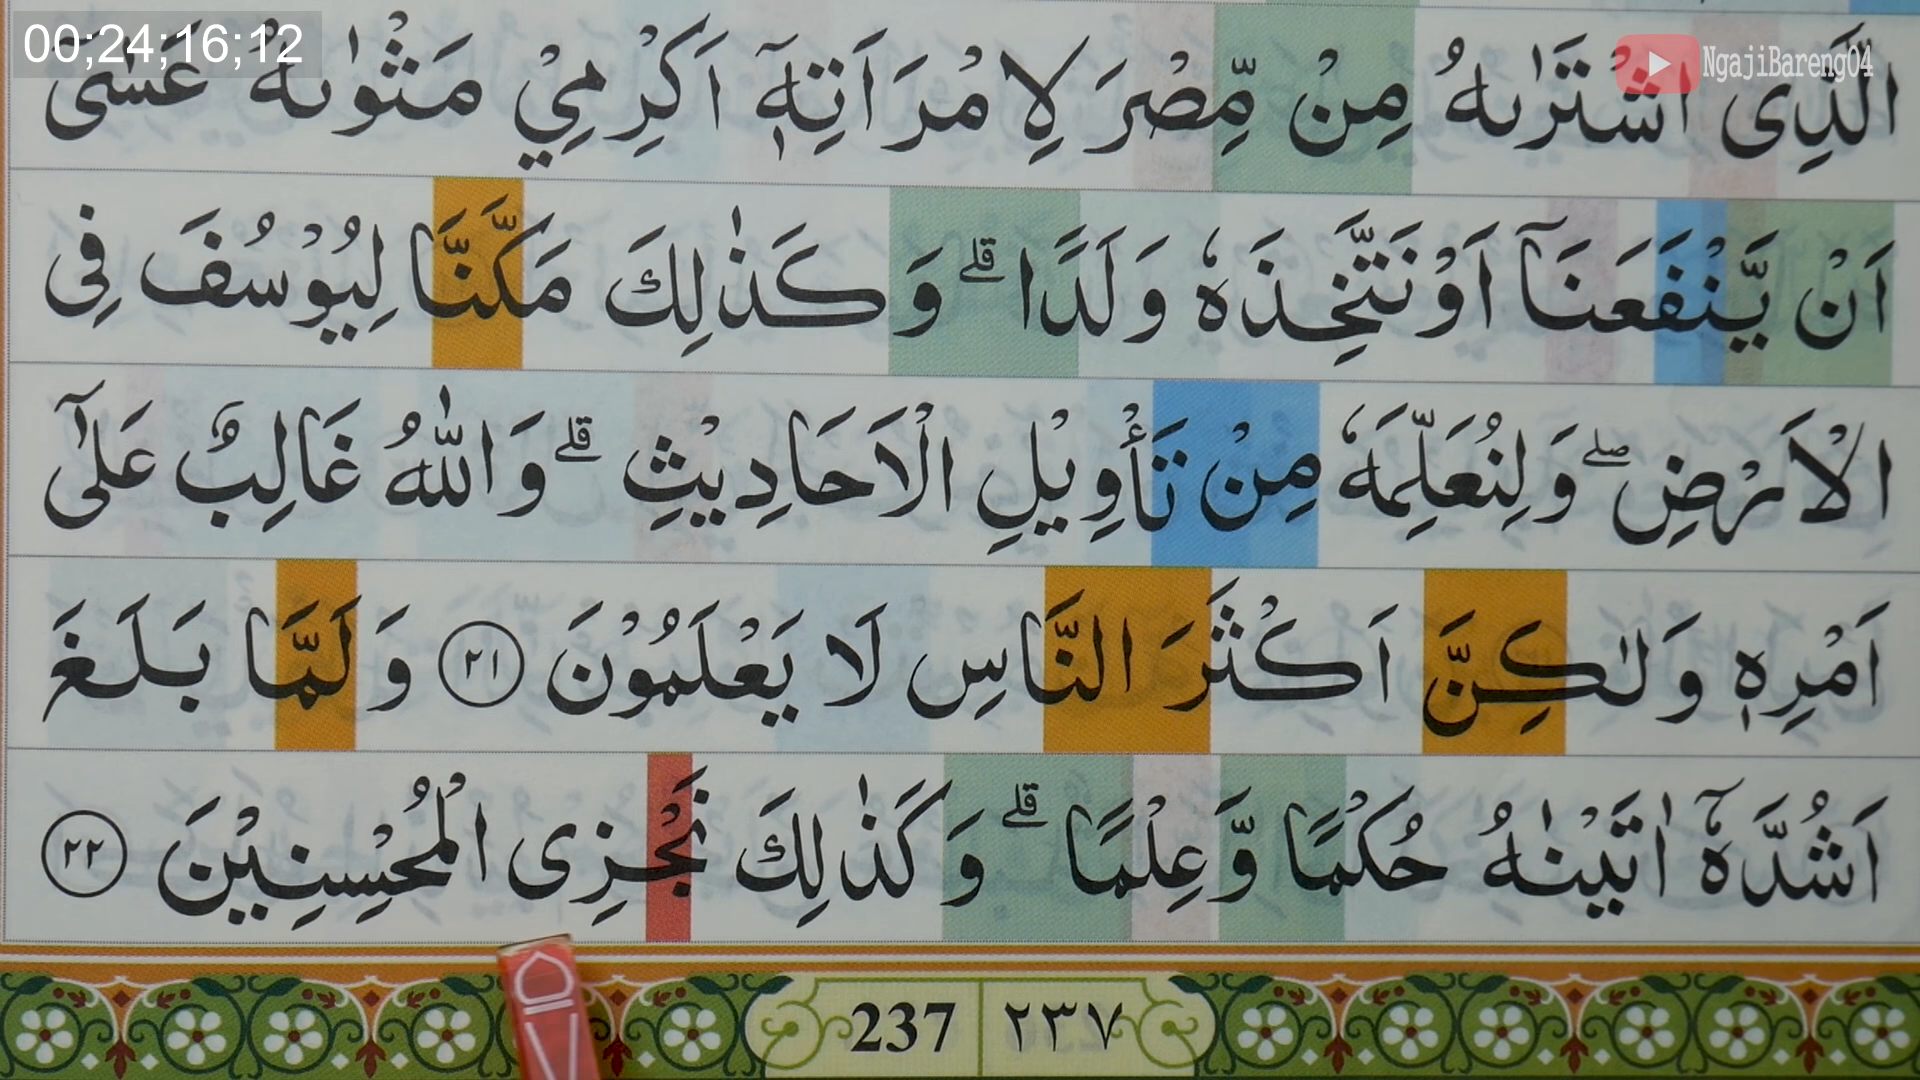 00;24;16;12
NgajiBareng04
الَّذِى اشْتَرٰىهُ مِنْ مِّصْرَ لِامْرَاَتِهٖٓ اَكْرِمِيْ مَثْوٰىهُ عَسٰىٓ
اَنْ يَّنْفَعَنَآ اَوْ نَتَّخِذَهٗ وَلَدًا ۗ وَكَذٰلِكَ مَكَّنَّا لِيُوْسُفَ فِى
الْاَرْضِ ۖ وَلِنُعَلِّمَهٗ مِنْ تَأْوِيْلِ الْاَحَادِيْثِ ۗ وَاللّٰهُ غَالِبٌ عَلٰٓى
اَمْرِهٖ وَلٰكِنَّ اَكْثَرَ النَّاسِ لَا يَعْلَمُوْنَ ٢١ وَلَمَّا بَلَغَ
اَشُدَّهٗٓ اٰتَيْنٰهُ حُكْمًا وَّعِلْمًا ۗ وَكَذٰلِكَ نَجْزِى الْمُحْسِنِيْنَ ٢٢
237 ٢٣٧